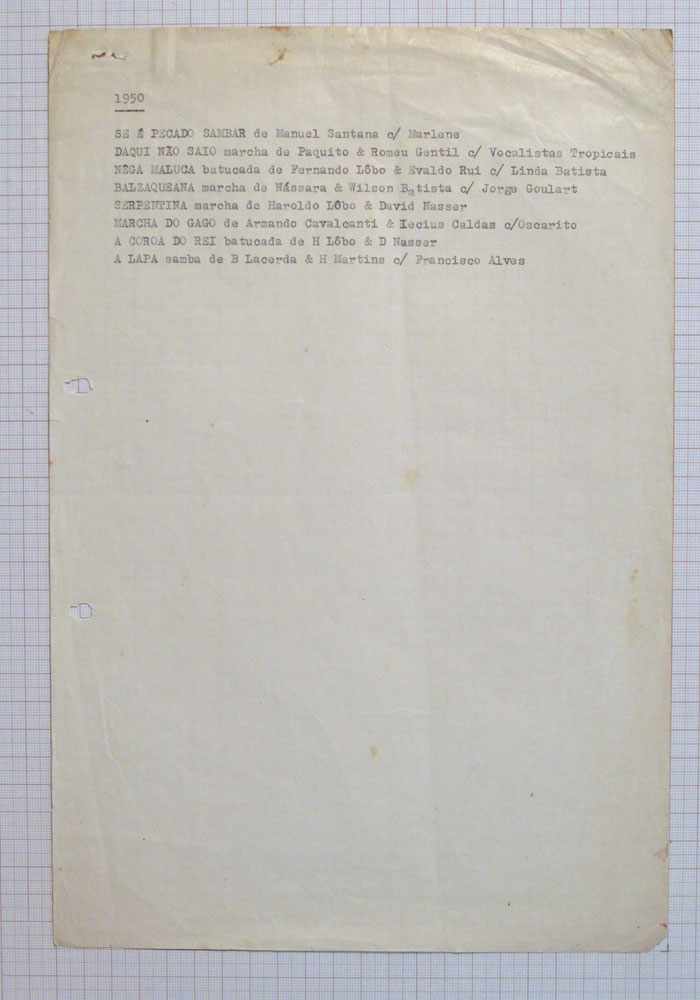 1950
SE É PECADO SAMBAR de Manuel Santana c/ Marlene
DAQUI NÃO SAIO marcha de Paquito & Romeu Gentil c/ Vocalistas Tropicais
NÊGA MALUCA batucada de Fernando Lôbo & Evaldo Rui c/ Linda Batista
BALZAQUEANA marcha de Nássara & Wilson Batista c/ Jorge Goulart
SERPENTINA marcha de Haroldo Lôbo & David Nasser
MARCHA DO GAGO de Armando Cavalcanti & Klecius Caldas c/Oscarito
A COROA DO REI batucada de H Lôbo & D Nasser
A LAPA samba de B Lacerda & H Martins c/ Francisco Alves